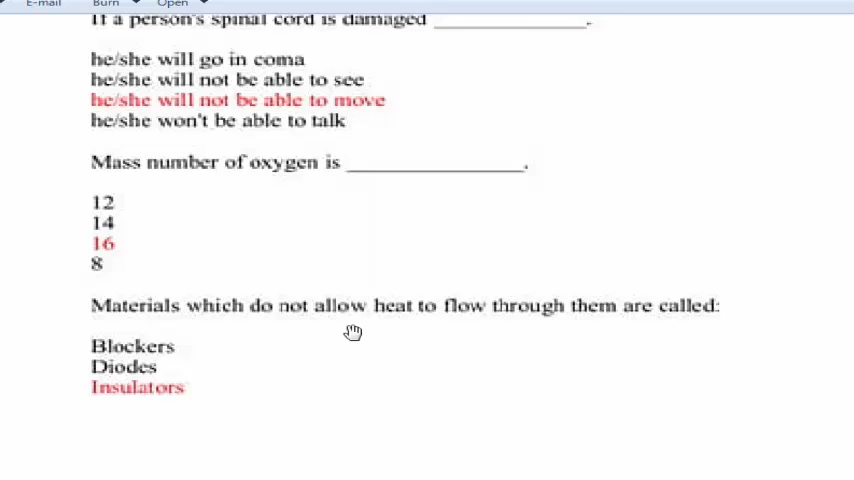 E-mail Burn Open
If a person's spinal cord is damaged ________________.
he/she will go in coma
he/she will not be able to see
he/she will not be able to move
he/she won't be able to talk
Mass number of oxygen is __________________.
12
14
16
8
Materials which do not allow heat to flow through them are called:
Blockers
Diodes
Insulators